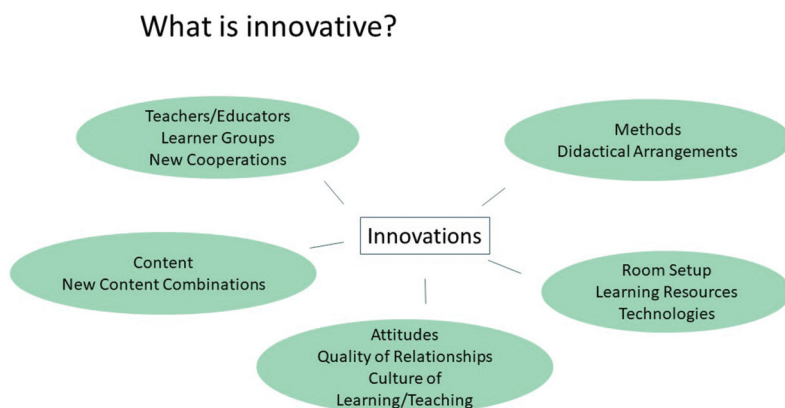 What is innovative?
Teachers/Educators
Learner Groups
New Cooperations
Methods
Didactical Arrangements
Innovations
Content
New Content Combinations
Room Setup
Learning Resources
Technologies
Attitudes
Quality of Relationships
Culture of
Learning/Teaching